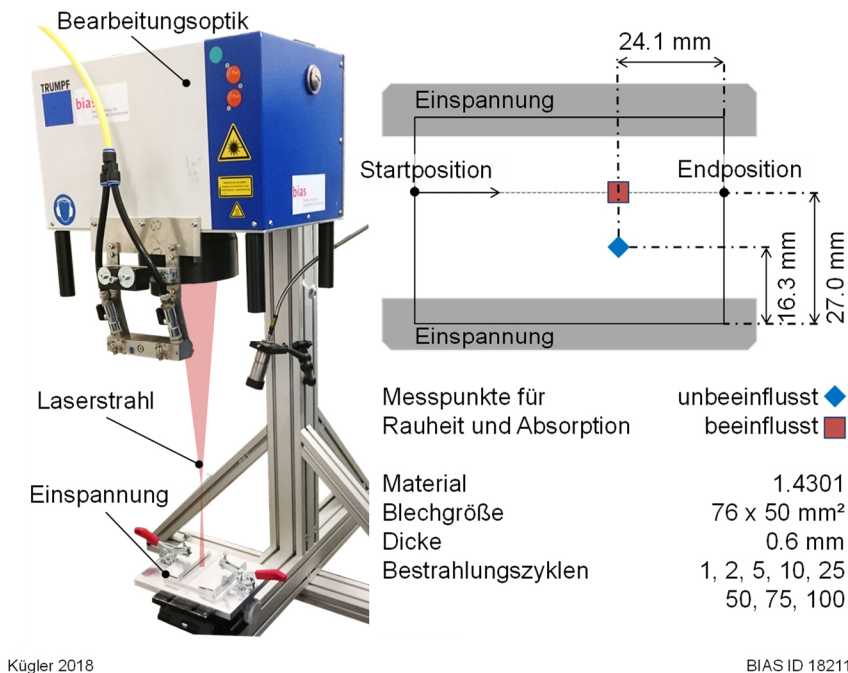 Bearbeitungsoptik
TRUMPF
bias
bias
Laserstrahl
Einspannung
24.1 mm
Einspannung
Startposition
Endposition
16.3 mm
27.0 mm
Einspannung
Messpunkte für unbeeinflusst
Rauheit und Absorption beeinflusst
Material 1.4301
Blechgröße 76 x 50 mm²
Dicke 0.6 mm
Bestrahlungszyklen 1, 2, 5, 10, 25
50, 75, 100
Kügler 2018
BIAS ID 18211